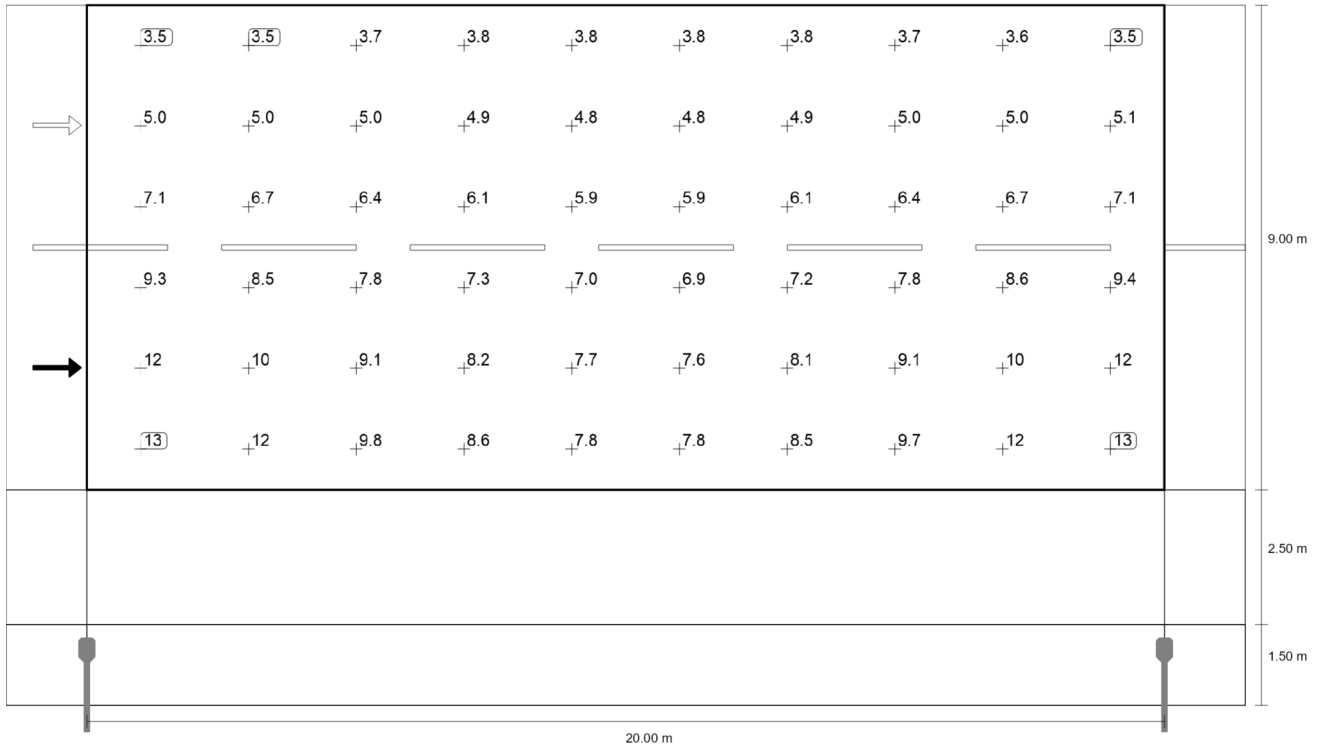 3.5 3.5 3.7 3.8 3.8 3.8 3.8 3.7 3.6 3.5
5.0 5.0 5.0 4.9 4.8 4.8 4.9 5.0 5.0 5.1
7.1 6.7 6.4 6.1 5.9 5.9 6.1 6.4 6.7 7.1
9.00 m
9.3 8.5 7.8 7.3 7.0 6.9 7.2 7.8 8.6 9.4
12 10 9.1 8.2 7.7 7.6 8.1 9.1 10 12
13 12 9.8 8.6 7.8 7.8 8.5 9.7 12 13
2.50 m
1.50 m
20.00 m